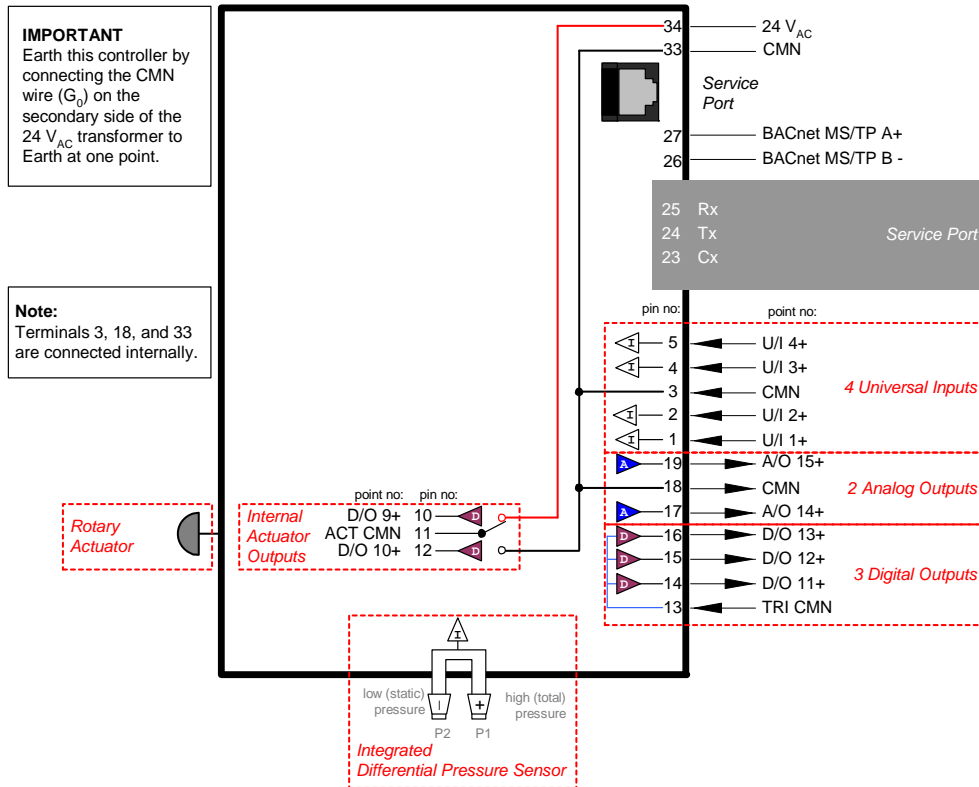 IMPORTANT
Earth this controller by
connecting the CMN
wire (G0) on the
secondary side of the
24 VAC transformer to
Earth at one point.
34 24 VAC
33 CMN
Service
Port
27 BACnet MS/TP A+
26 BACnet MS/TP B -
25 Rx
24 Tx Service Port
23 Cx
Note:
Terminals 3, 18, and 33
are connected internally.
pin no: point no:
I 5 U/I 4+
I 4 U/I 3+
3 CMN
4 Universal Inputs
I 2 U/I 2+
I 1 U/I 1+
A 19 A/O 15+
18 CMN
2 Analog Outputs
A 17 A/O 14+
D 16 D/O 13+
D 15 D/O 12+
3 Digital Outputs
D 14 D/O 11+
13 TRI CMN
Rotary
Actuator
Internal
Actuator
Outputs
point no: pin no:
D/O 9+ 10 D
ACT CMN 11
D/O 10+ 12 D
I
low (static)
pressure
– +
high (total)
pressure
P2 P1
Integrated
Differential Pressure Sensor